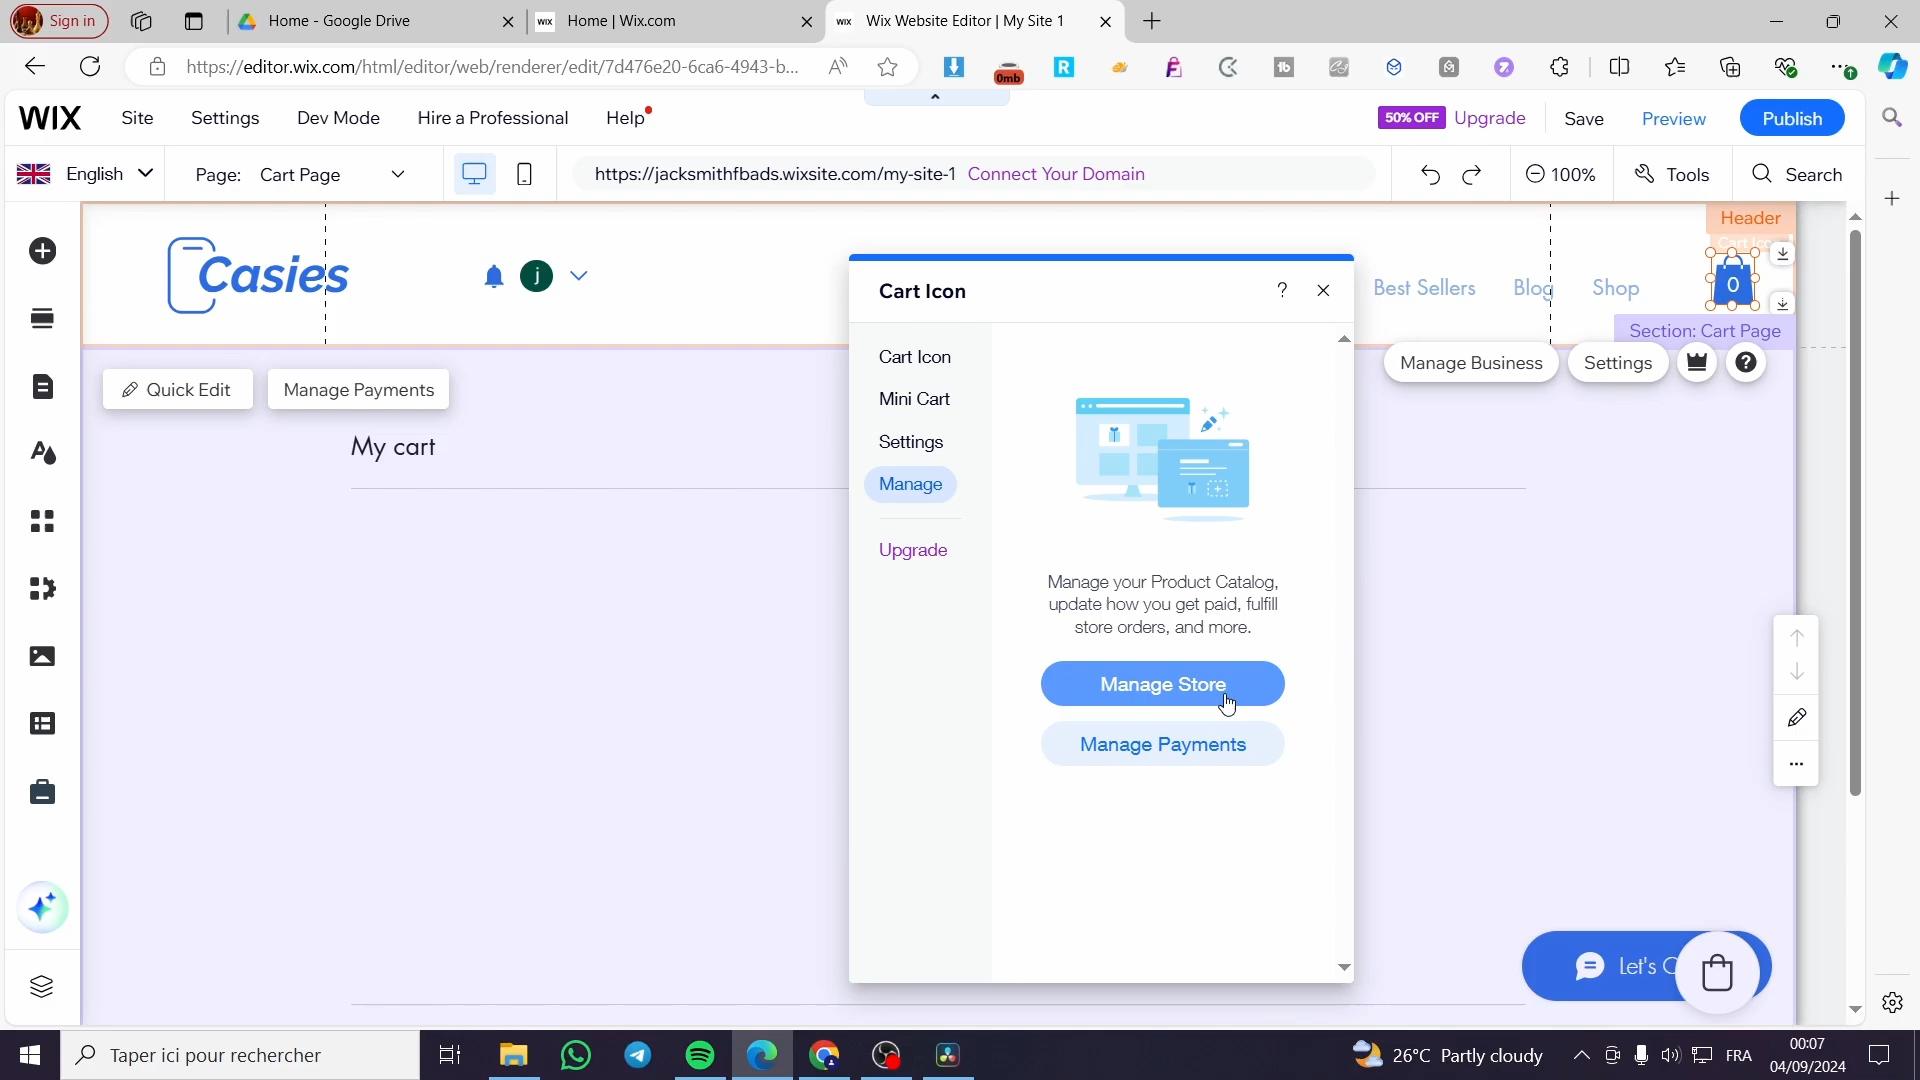 Sign in
Home - Google Drive
Home | Wix.com
Wix Website Editor | My Site 1
https://editor.wix.com/html/editor/web/renderer/edit/7d476e20-6ca6-4943-b...
0mb
WIX
Site
Settings
Dev Mode
Hire a Professional
Help
50% OFF
Upgrade
Save
Preview
Publish
English
Page: Cart Page
https://jacksmithfbads.wixsite.com/my-site-1
Connect Your Domain
100%
Tools
Search
Header
Casies
j
Best Sellers
Blog
Shop
0
Section: Cart Page
Quick Edit
Manage Payments
Manage Business
Settings
My cart
Cart Icon
Cart Icon
Mini Cart
Settings
Manage
Upgrade
Manage your Product Catalog,
update how you get paid, fulfill
store orders, and more.
Manage Store
Manage Payments
Let's
Taper ici pour rechercher
26°C Partly cloudy
FRA
00:07
04/09/2024